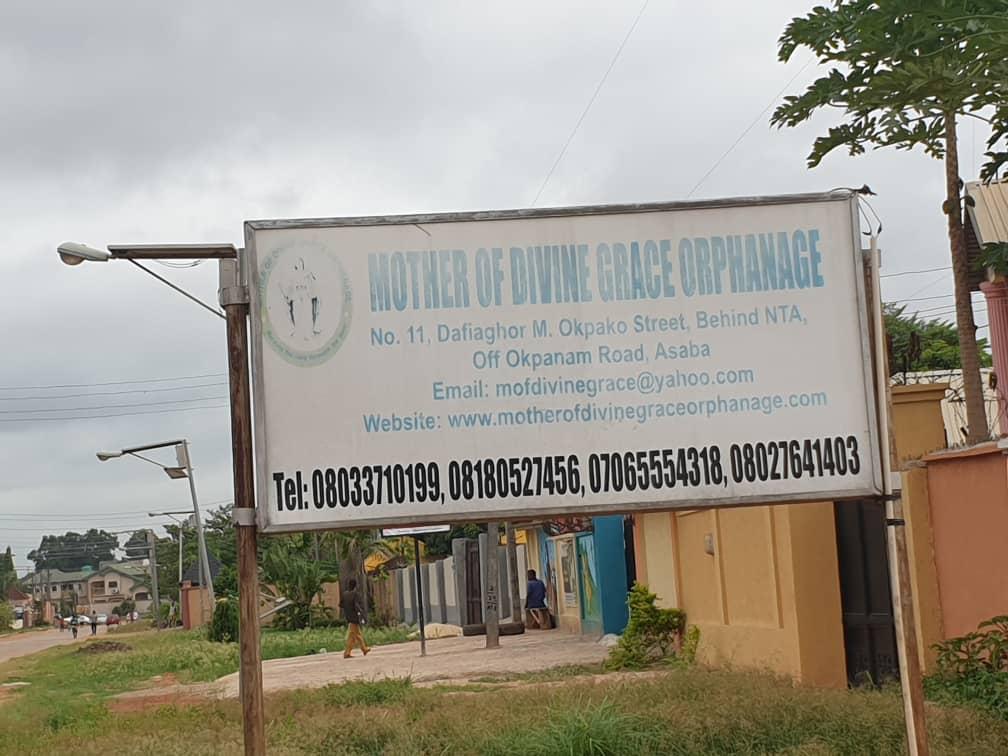 MOTHER OF DIVINE GRACE ORPHANAGE
No. 11, Dafiaghor M. Okpako Street, Behind NTA,
Off Okpanam Road, Asaba
Email: mofdivinegrace@yahoo.com
Website: www.motherofdivinegraceorphanage.com
Tel: 08033710199, 08180527456, 07065554318, 08027641403